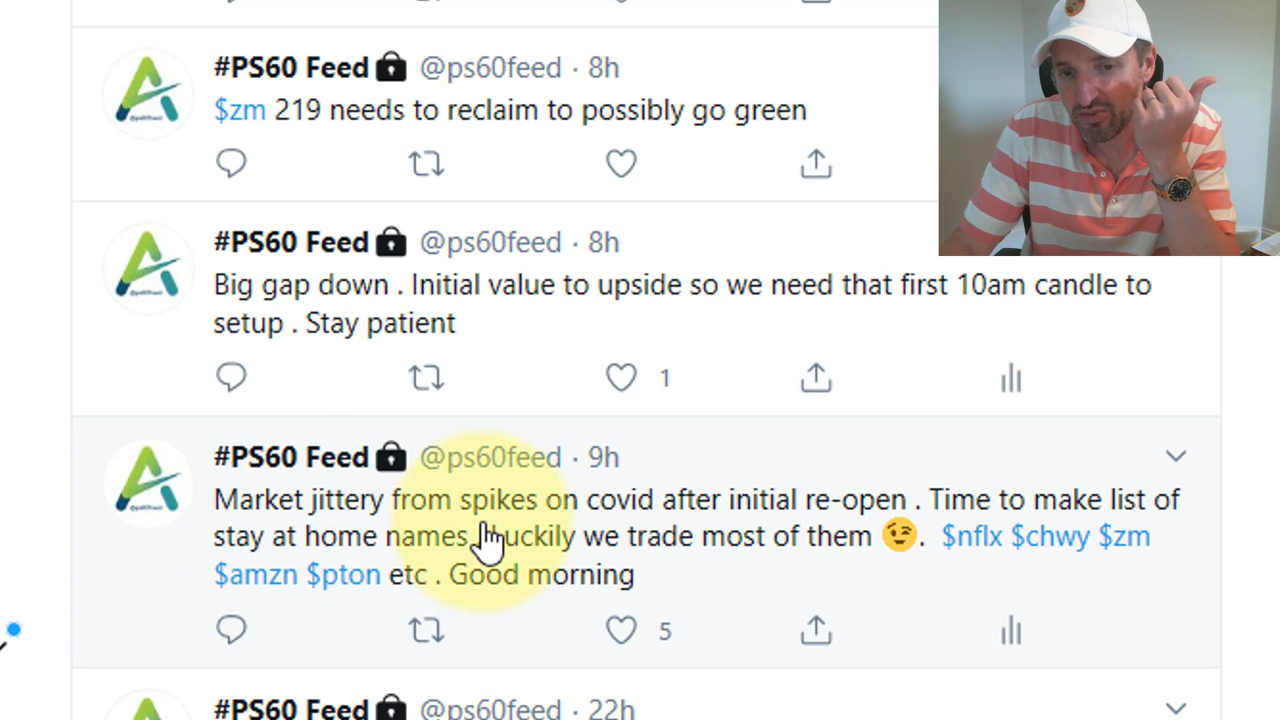 #PS60 Feed @ps60feed · 8h
$zm 219 needs to reclaim to possibly go green
#PS60 Feed @ps60feed · 8h
Big gap down . Initial value to upside so we need that first 10am candle to
setup . Stay patient
1
#PS60 Feed @ps60feed · 9h
Market jittery from spikes on covid after initial re-open . Time to make list of
stay at home names. luckily we trade most of them 😉. $nflx $chwy $zm
$amzn $pton etc . Good morning
5
#PS60 Feed @ps60feed · 22h